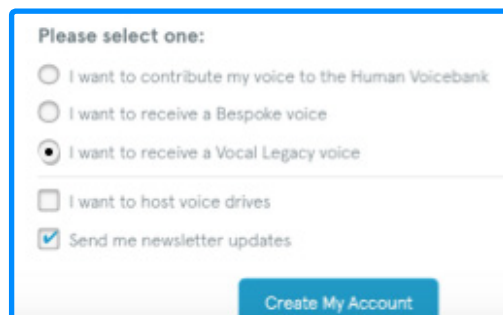 Please select one:
I want to contribute my voice to the Human Voicebank
I want to receive a Bespoke voice
I want to receive a Vocal Legacy voice
I want to host voice drives
Send me newsletter updates
Create My Account